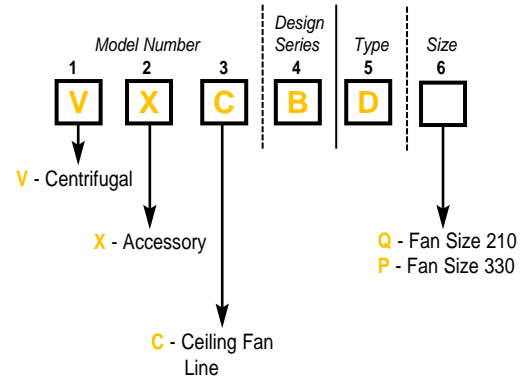 Design
Model Number Series Type Size
1 2 3 4 5 6
V X C B D
V - Centrifugal
X - Accessory
Q - Fan Size 210
P - Fan Size 330
C - Ceiling Fan
Line